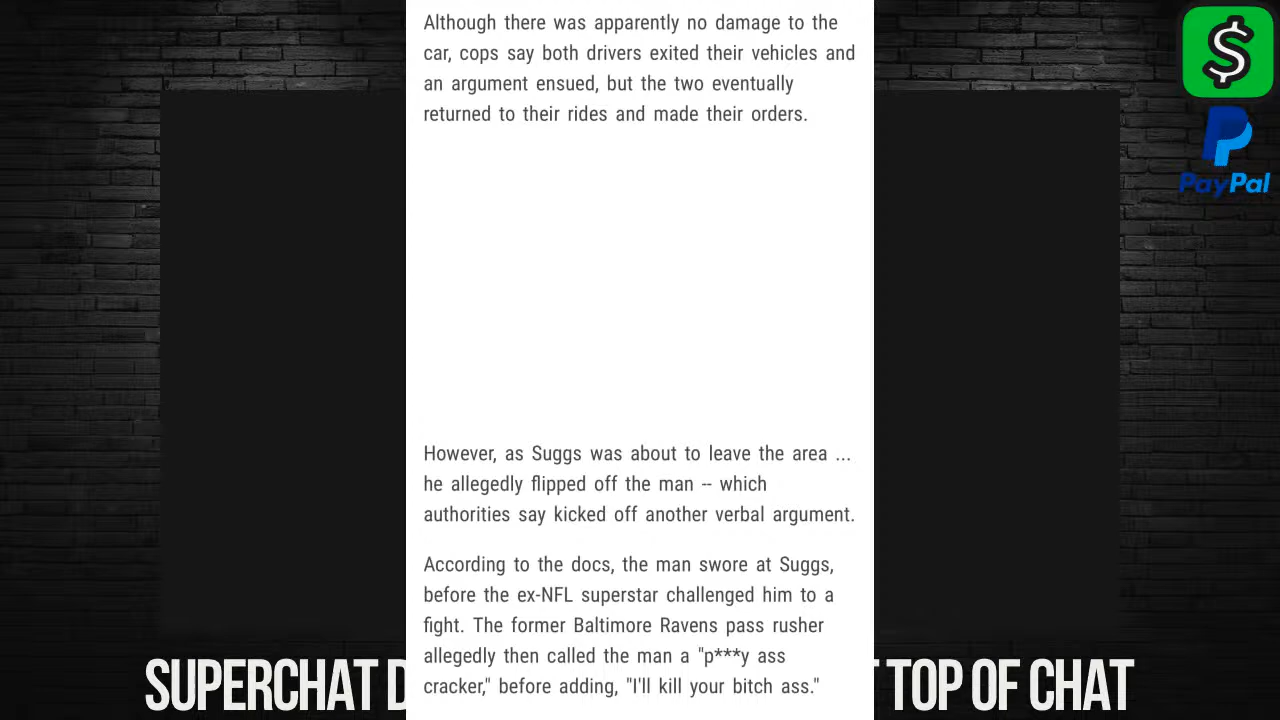 Although there was apparently no damage to the
car, cops say both drivers exited their vehicles and
an argument ensued, but the two eventually
returned to their rides and made their orders.
PayPal
However, as Suggs was about to leave the area ...
he allegedly flipped off the man -- which
authorities say kicked off another verbal argument.
According to the docs, the man swore at Suggs,
before the ex-NFL superstar challenged him to a
fight. The former Baltimore Ravens pass rusher
allegedly then called the man a "p***y ass
cracker," before adding, "I'll kill your bitch ass."
SUPERCHAT TOP OF CHAT